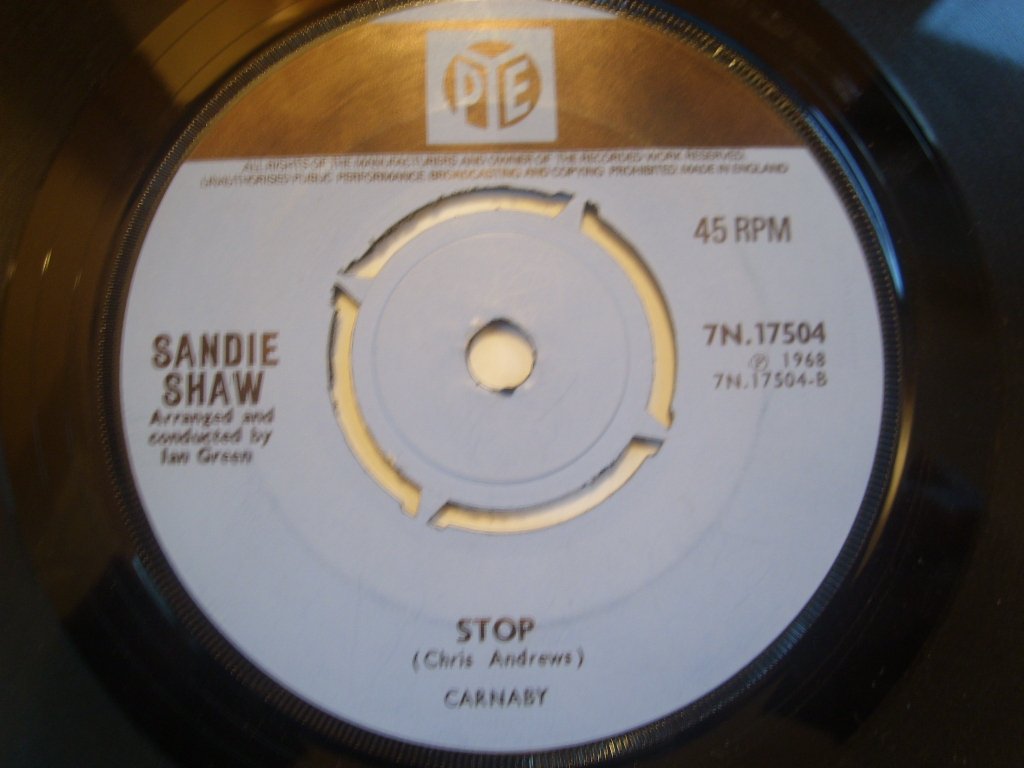 PYE
ALL RIGHTS OF THE MANUFACTURERS AND OWNER OF THE RECORDED WORK RESERVED.
UNAUTHORISED PUBLIC PERFORMANCE BROADCASTING AND COPYING PROHIBITED. MADE IN ENGLAND
45 RPM
7N.17504
Ⓟ 1968
7N.17504-B
SANDIE
SHAW
Arranged and
conducted by
Ian Green
STOP
(Chris Andrews)
CARNABY